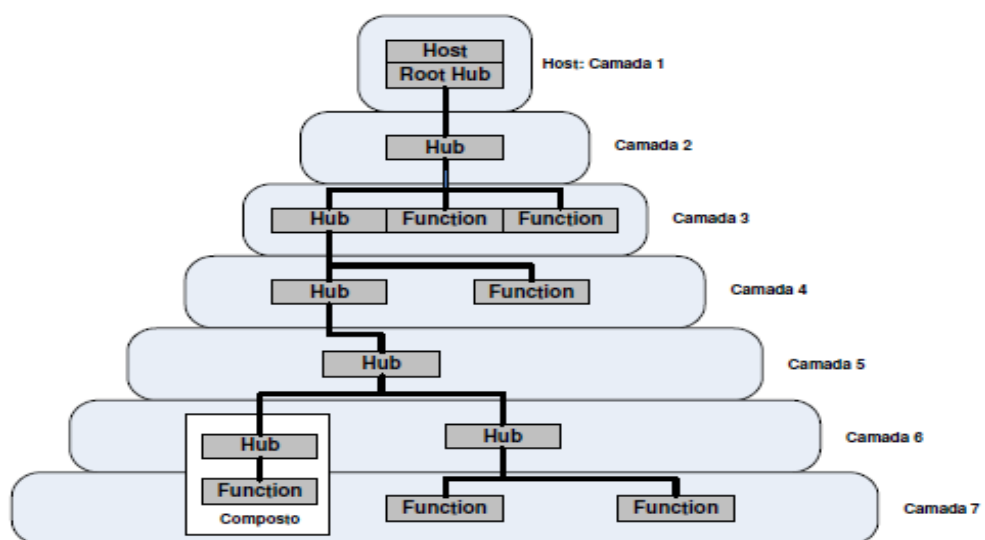 Host
Root Hub
Host: Camada 1
Hub
Camada 2
Hub
Function
Function
Camada 3
Hub
Function
Camada 4
Hub
Camada 5
Hub
Hub
Camada 6
Function
Composto
Function
Function
Camada 7